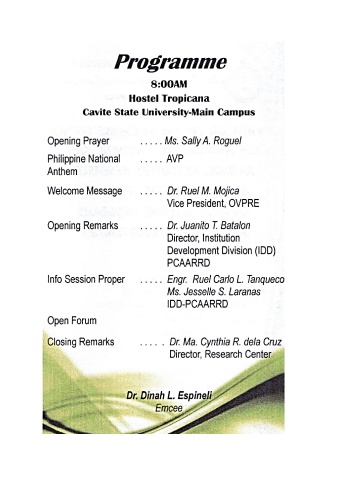 Programme
8:00AM
Hostel Tropicana
Cavite State University-Main Campus
Opening Prayer ..... Ms. Sally A. Roguel
Philippine National ..... AVP
Anthem
Welcome Message ..... Dr. Ruel M. Mojica
Vice President, OVPRE
Opening Remarks ..... Dr. Juanito T. Batalon
Director, Institution
Development Division (IDD)
PCAARRD
Info Session Proper ..... Engr. Ruel Carlo L. Tanqueco
Ms. Jesselle S. Laranas
IDD-PCAARRD
Open Forum
Closing Remarks ..... Dr. Ma. Cynthia R. dela Cruz
Director, Research Center
Dr. Dinah L. Espineli
Emcee